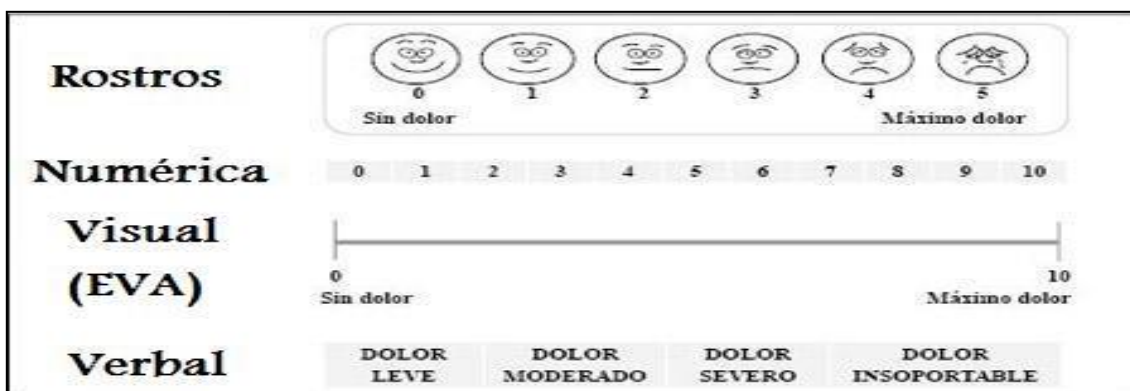 Rostros
0 1 2 3 4 5
Sin dolor Máximo dolor
Numérica 0 1 2 3 4 5 6 7 8 9 10
Visual
(EVA)
0 10
Sin dolor Máximo dolor
Verbal
DOLOR LEVE
DOLOR MODERADO
DOLOR SEVERO
DOLOR INSOPORTABLE